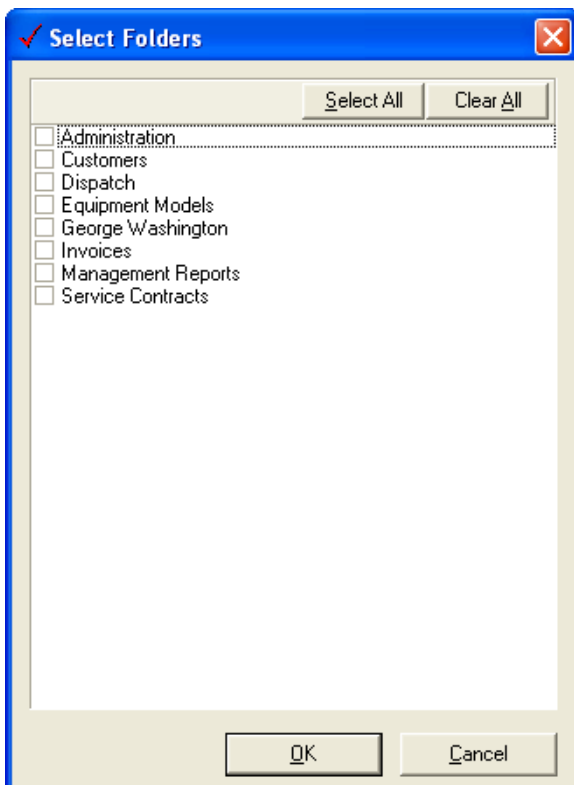 Select Folders
Select All Clear All
Administration
Customers
Dispatch
Equipment Models
George Washington
Invoices
Management Reports
Service Contracts
OK Cancel